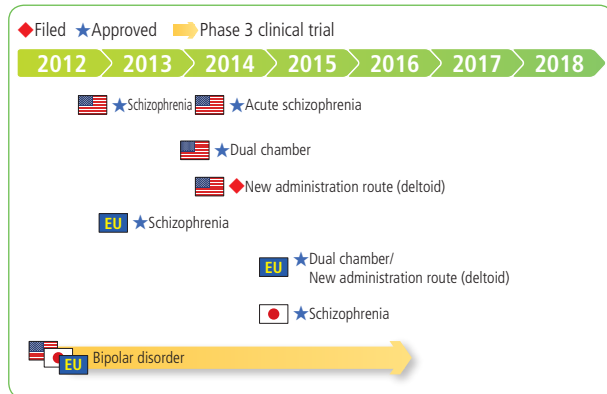 Filed Approved Phase 3 clinical trial
2012 2013 2014 2015 2016 2017 2018
Schizophrenia Acute schizophrenia
Dual chamber
New administration route (deltoid)
EU Schizophrenia
Dual chamber/
EU New administration route (deltoid)
Schizophrenia
EU Bipolar disorder